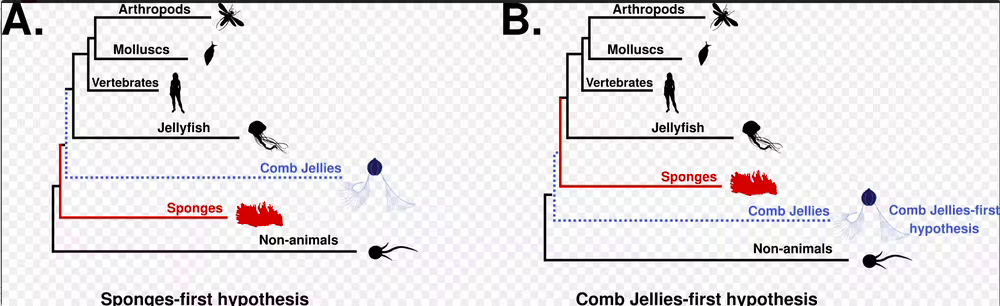 A.
Arthropods
Molluscs
Vertebrates
Jellyfish
Comb Jellies
Sponges
Non-animals
Sponges-first hypothesis
B.
Arthropods
Molluscs
Vertebrates
Jellyfish
Sponges
Comb Jellies
Comb Jellies-first
hypothesis
Non-animals
Comb Jellies-first hypothesis